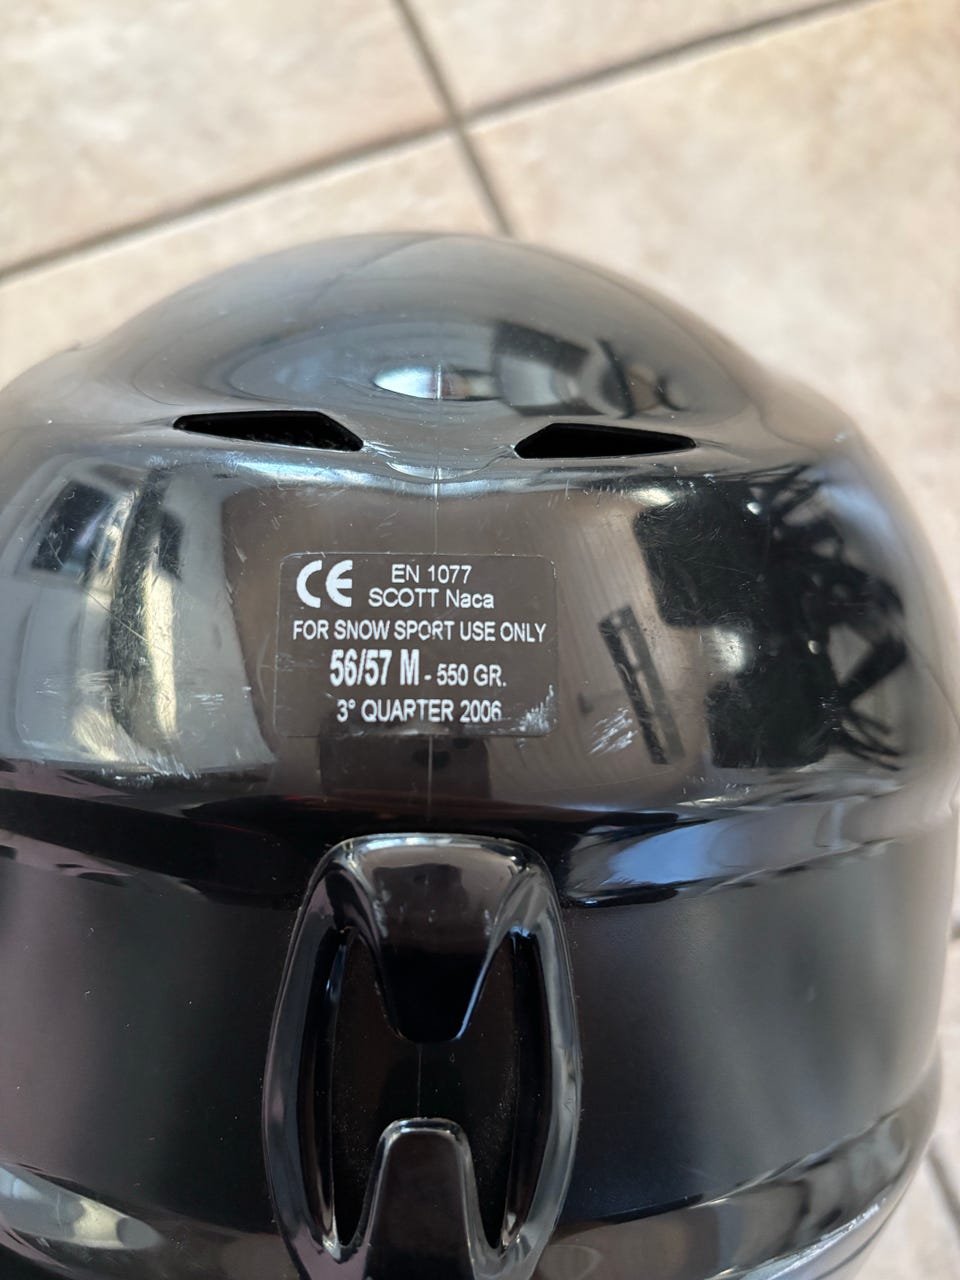 CE EN 1077
SCOTT Naca
FOR SNOW SPORT USE ONLY
56/57 M - 550 GR.
3° QUARTER 2006